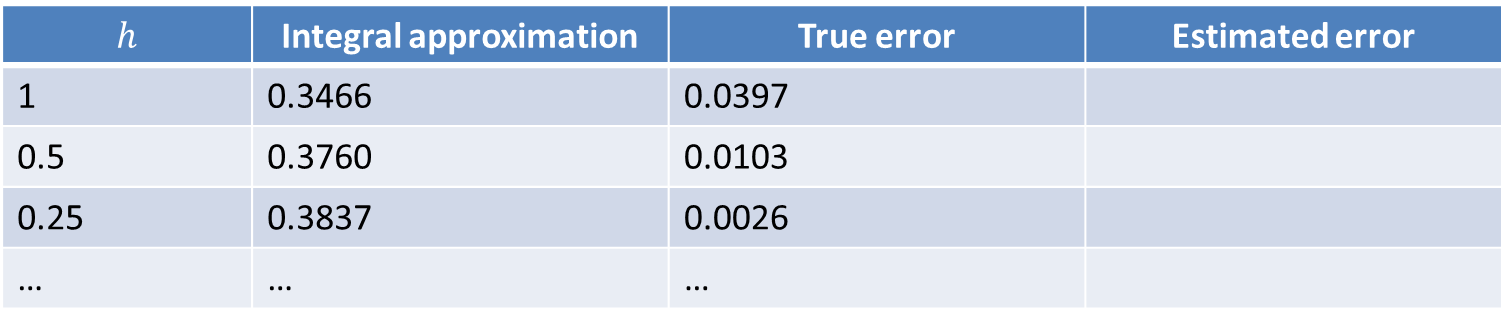 h Integral approximation True error Estimated error
1 0.3466 0.0397
0.5 0.3760 0.0103
0.25 0.3837 0.0026
... ... ...